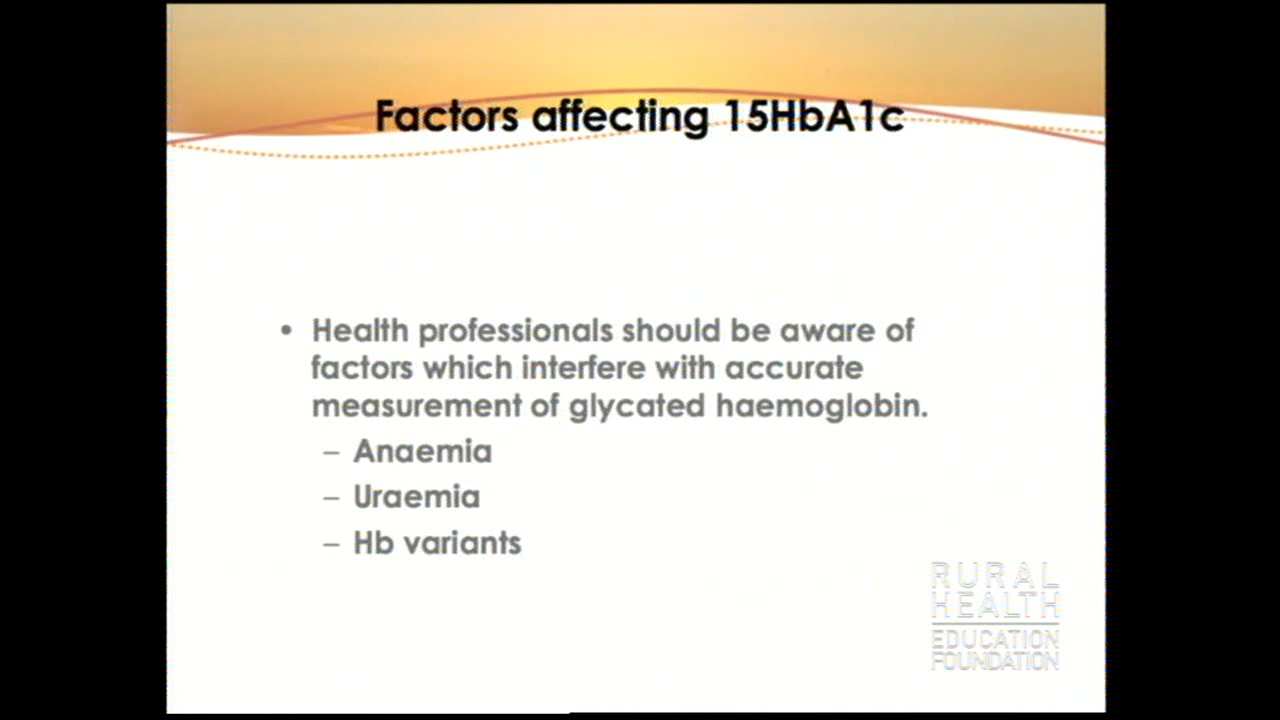 Factors affecting 15HbA1c
• Health professionals should be aware of
factors which interfere with accurate
measurement of glycated haemoglobin.
– Anaemia
– Uraemia
– Hb variants
RURAL
HEALTH
EDUCATION
FOUNDATION